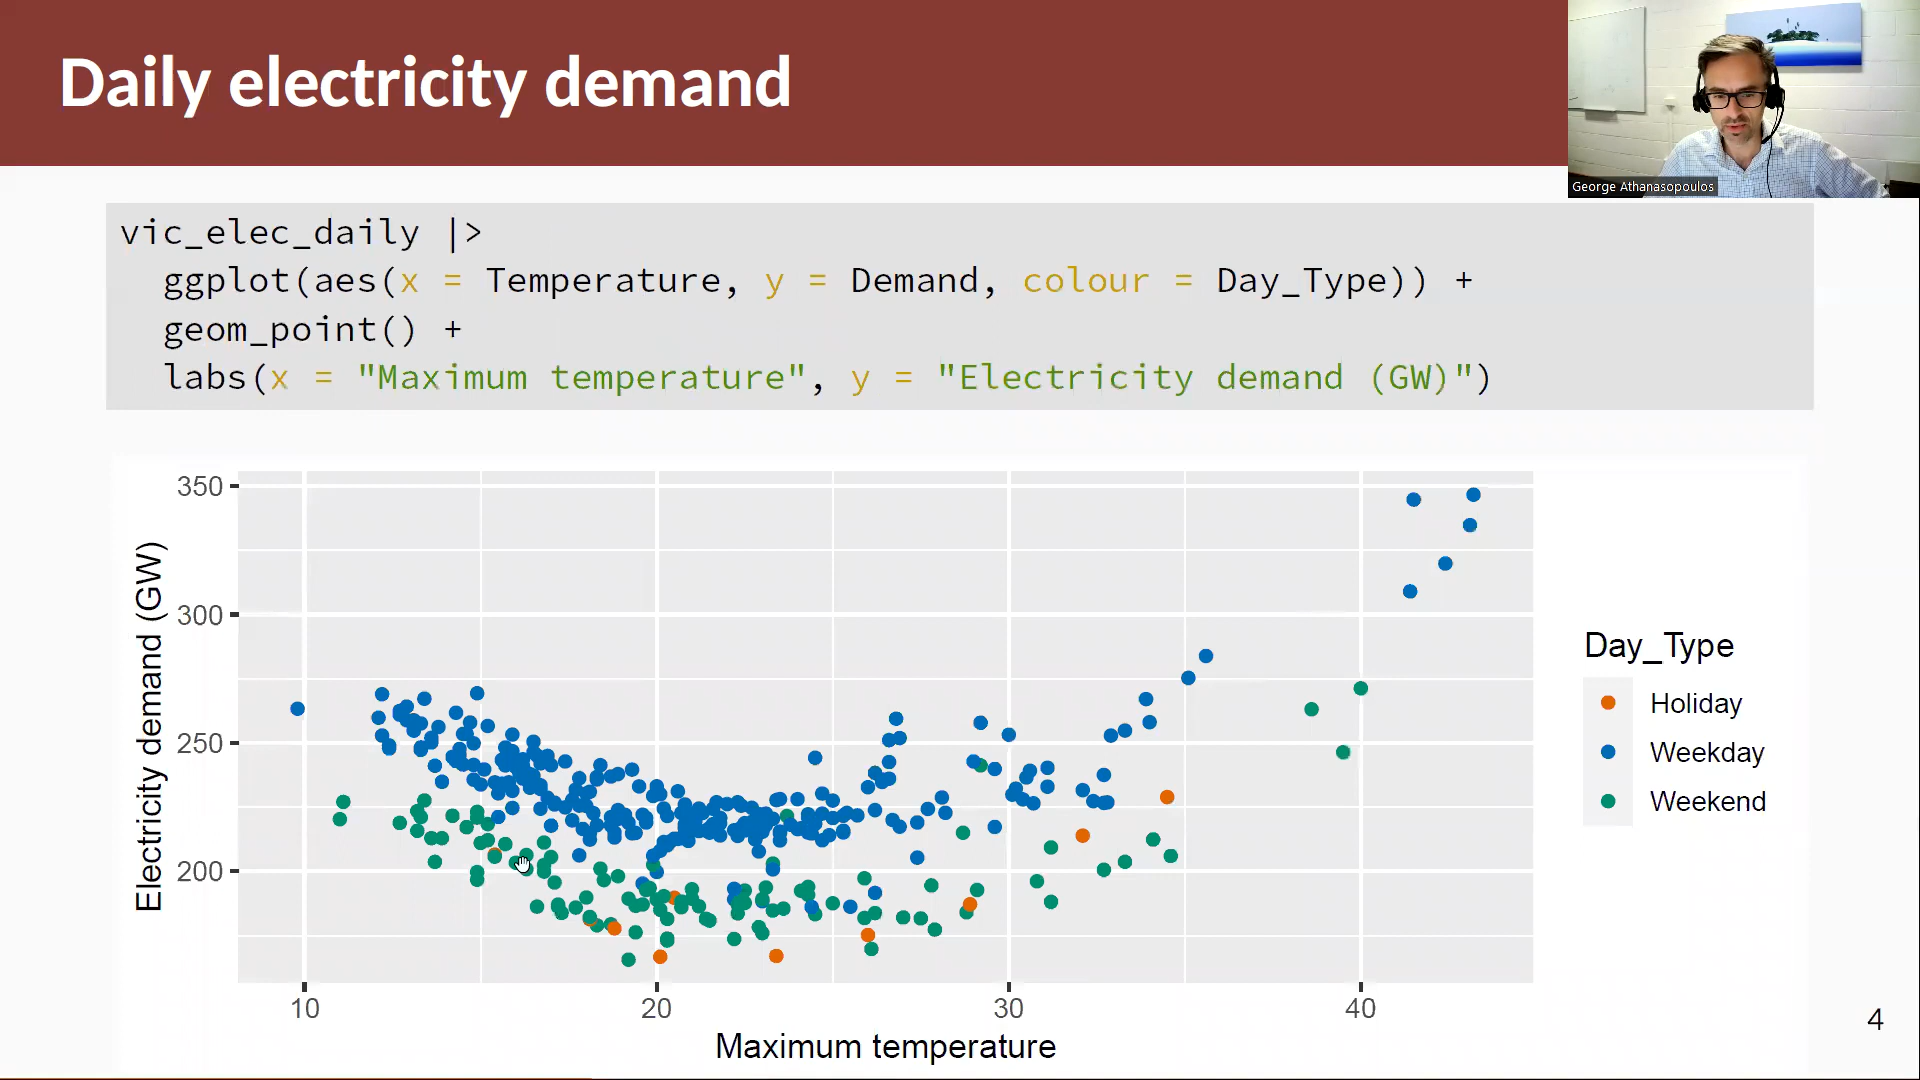 Daily electricity demand
George Athanasopoulos
vic_elec_daily |>
ggplot(aes(x = Temperature, y = Demand, colour = Day_Type)) +
geom_point() +
labs(x = "Maximum temperature", y = "Electricity demand (GW)")
350
300
250
200
Electricity demand (GW)
10 20 30 40
Maximum temperature
Day_Type
Holiday
Weekday
Weekend
4